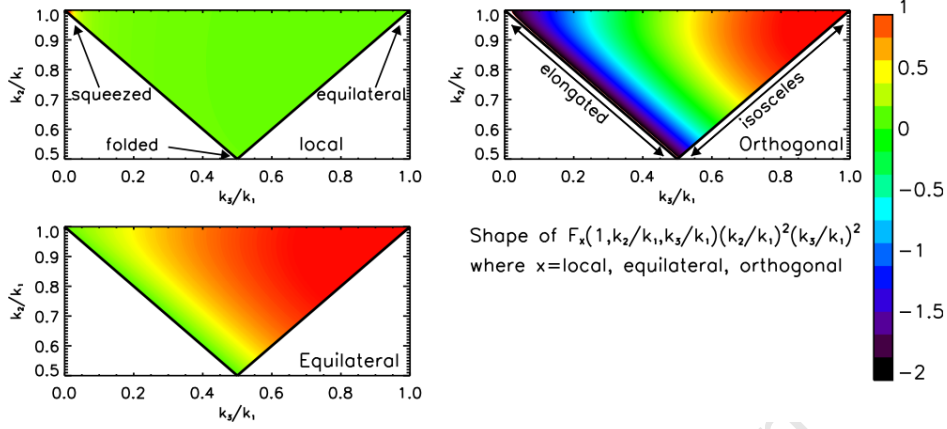 1.0
0.9
0.8
0.7
0.6
0.5
k₂/k₁
squeezed
equilateral
folded
local
0.0 0.2 0.4 0.6 0.8 1.0
k₃/k₁
1.0
0.9
0.8
0.7
0.6
0.5
k₂/k₁
elongated
isosceles
Orthogonal
0.0 0.2 0.4 0.6 0.8 1.0
k₃/k₁
1
0.5
0
−0.5
−1
−1.5
−2
1.0
0.9
0.8
0.7
0.6
0.5
k₂/k₁
Equilateral
0.0 0.2 0.4 0.6 0.8 1.0
k₃/k₁
Shape of Fₓ(1,k₂/k₁,k₃/k₁)(k₂/k₁)²(k₃/k₁)²
where x=local, equilateral, orthogonal